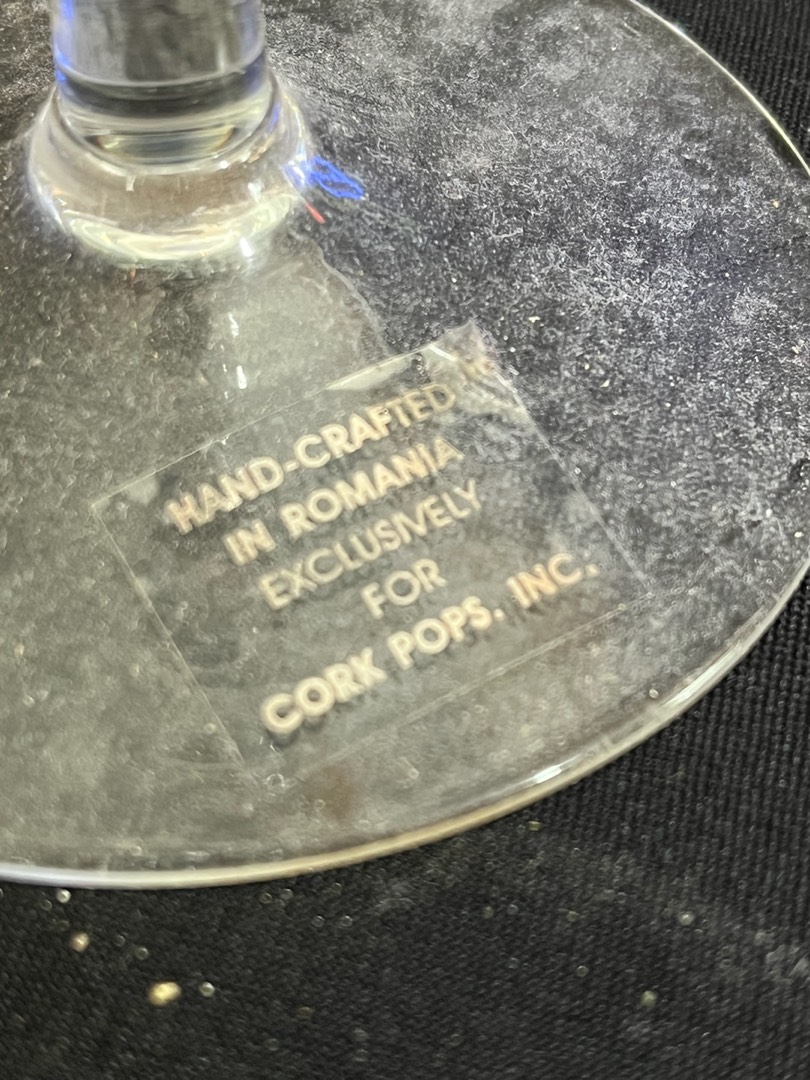 HAND-CRAFTED
IN ROMANIA
EXCLUSIVELY
FOR
CORK POPS, INC.